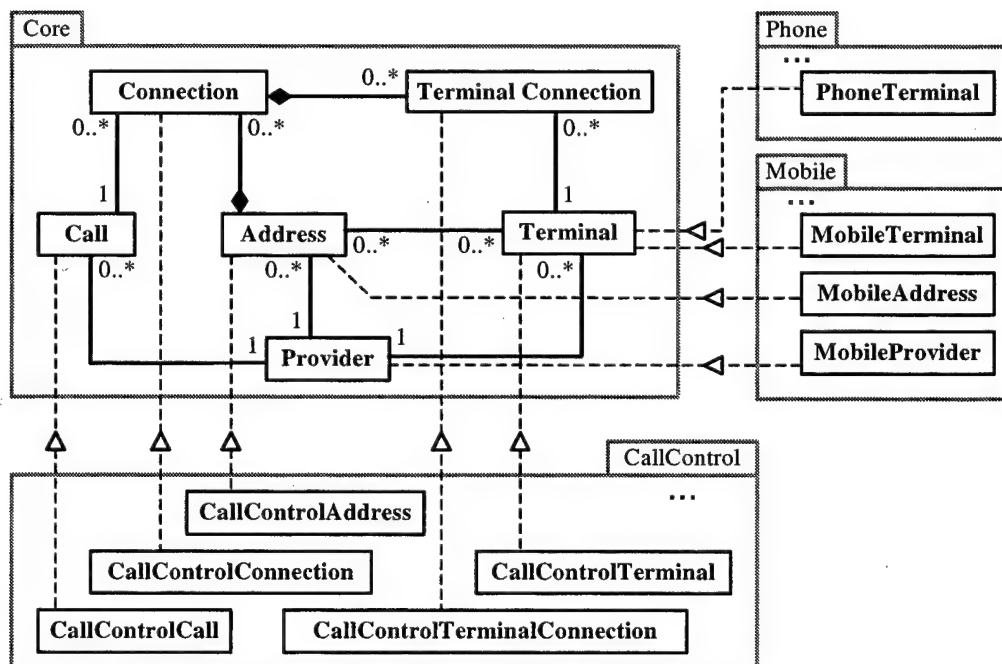 Core
Phone
...
PhoneTerminal
Connection
0..*
Terminal Connection
0..*
0..*
0..*
Mobile
...
1
1
Call
Address
Terminal
MobileTerminal
0..*
0..*
0..*
0..*
0..*
MobileAddress
1
1
Provider
1
MobileProvider
CallControl
...
CallControlAddress
CallControlConnection
CallControlTerminal
CallControlCall
CallControlTerminalConnection